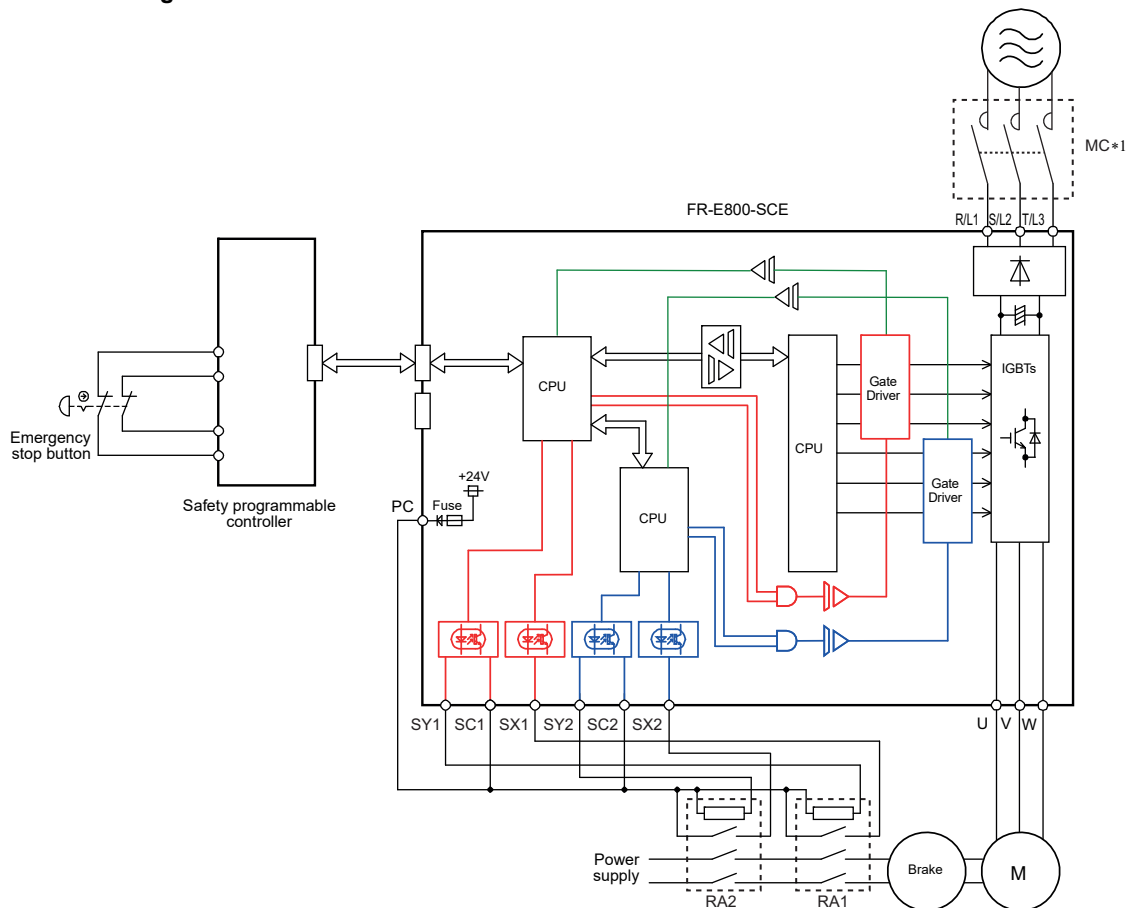 MC*1
FR-E800-SCE
R/L1 S/L2 T/L3
CPU
IGBTs
Gate
Driver
CPU
Emergency
stop button
Safety programmable
controller
+24V
PC
Fuse
CPU
Gate
Driver
SY1 SC1 SX1 SY2 SC2 SX2
U V W
Power
supply
Brake
M
RA2
RA1